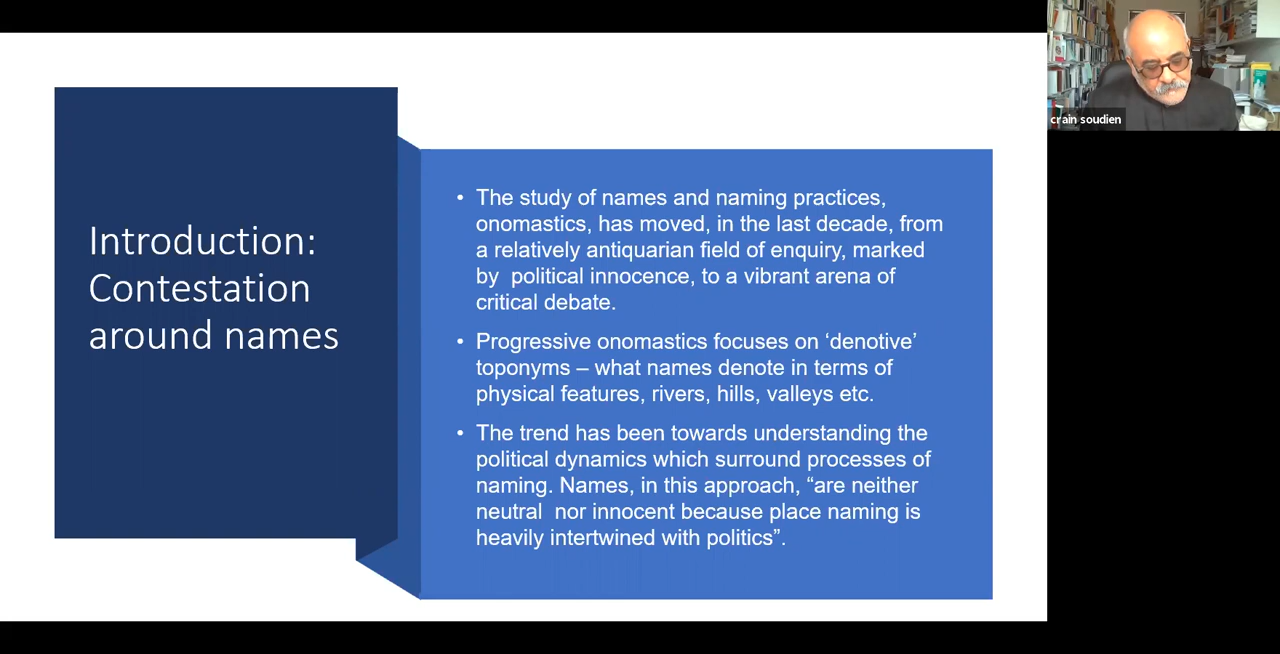 Introduction:
Contestation
around names
• The study of names and naming practices,
onomastics, has moved, in the last decade, from
a relatively antiquarian field of enquiry, marked
by  political innocence, to a vibrant arena of
critical debate.
• Progressive onomastics focuses on ‘denotive’
toponyms – what names denote in terms of
physical features, rivers, hills, valleys etc.
• The trend has been towards understanding the
political dynamics which surround processes of
naming. Names, in this approach, “are neither
neutral  nor innocent because place naming is
heavily intertwined with politics”.
crain soudien